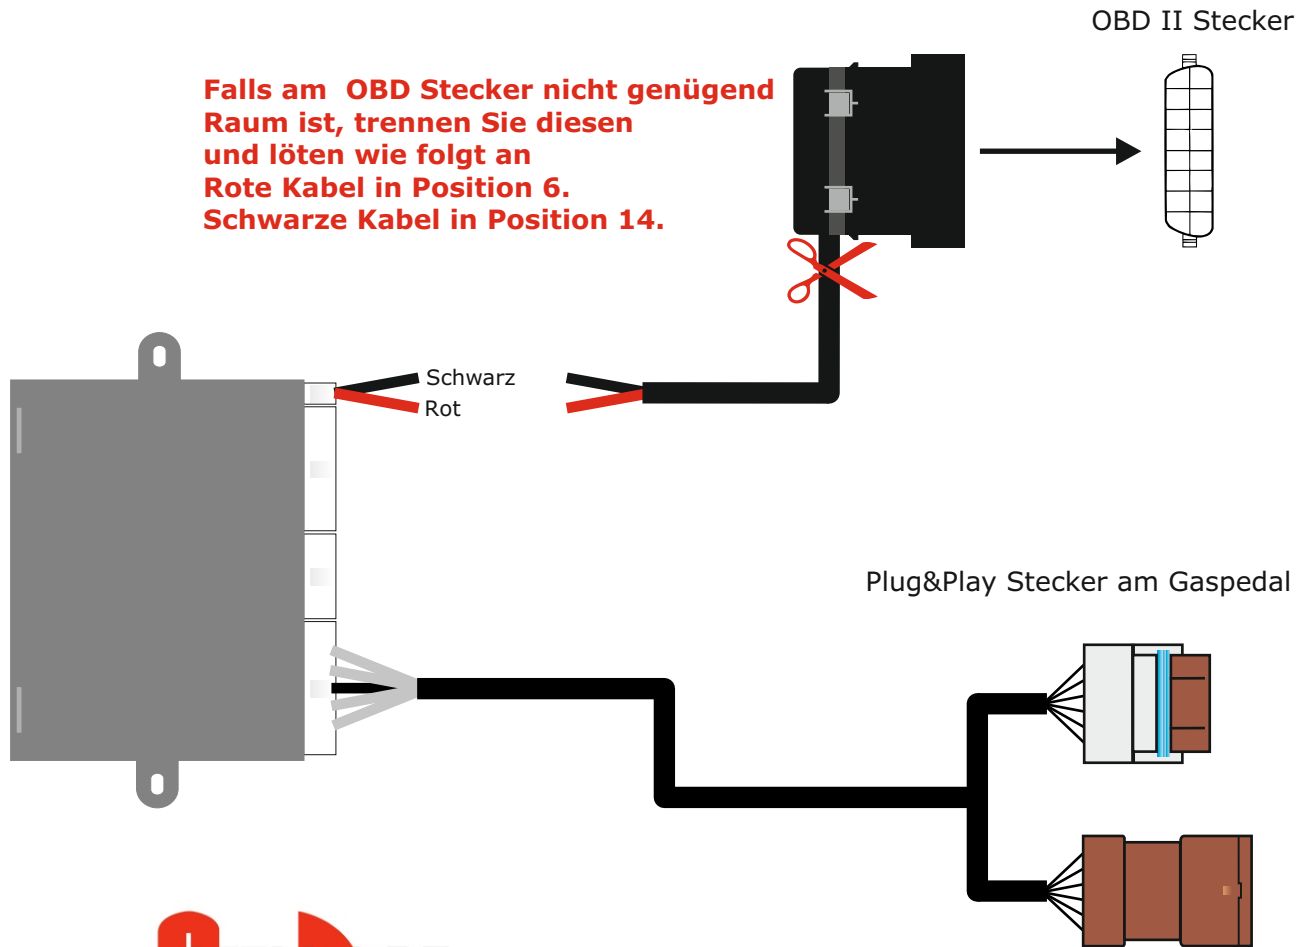 OBD II Stecker
Falls am OBD Stecker nicht genügend
Raum ist, trennen Sie diesen
und löten wie folgt an
Rote Kabel in Position 6.
Schwarze Kabel in Position 14.
Schwarz
Rot
Plug&Play Stecker am Gaspedal